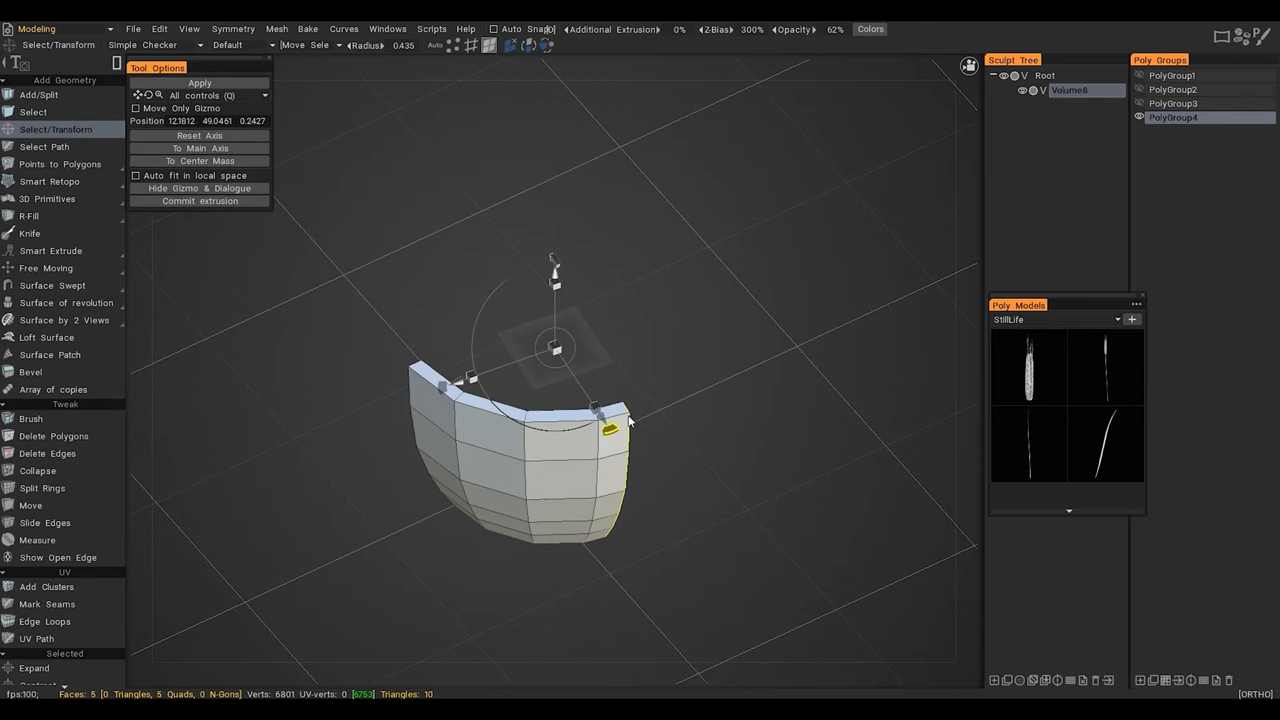 Modeling File Edit View Symmetry Mesh Bake Curves Windows Scripts Help Auto Snap Additional Extrusion 0% Z-Bias 300% Opacity 62% Colors
Select/Transform Simple Checker Default Move Sele Radius 0.435 Auto
Add Geometry
Add/Split
Select
Select/Transform
Select Path
Points to Polygons
Smart Retopo
3D Primitives
R-Fill
Knife
Smart Extrude
Free Moving
Surface Swept
Surface of revolution
Surface by 2 Views
Loft Surface
Surface Patch
Bevel
Array of copies
Tweak
Brush
Delete Polygons
Delete Edges
Collapse
Split Rings
Move
Slide Edges
Measure
Show Open Edge
UV
Add Clusters
Mark Seams
Edge Loops
UV Path
Selected
Expand
Tool Options
Apply
All controls (Q)
Move Only Gizmo
Position 12.1812 49.0461 0.2427
Reset Axis
To Main Axis
To Center Mass
Auto fit in local space
Hide Gizmo & Dialogue
Commit extrusion
Sculpt Tree
Root
V Volume8
Poly Groups
PolyGroup1
PolyGroup2
PolyGroup3
PolyGroup4
Poly Models
StillLife
fps:100; Faces: 5 [0 Triangles, 5 Quads, 0 N-Gons] Verts: 6801 UV-verts: 0 [6753] Triangles: 10 [ORTHO]